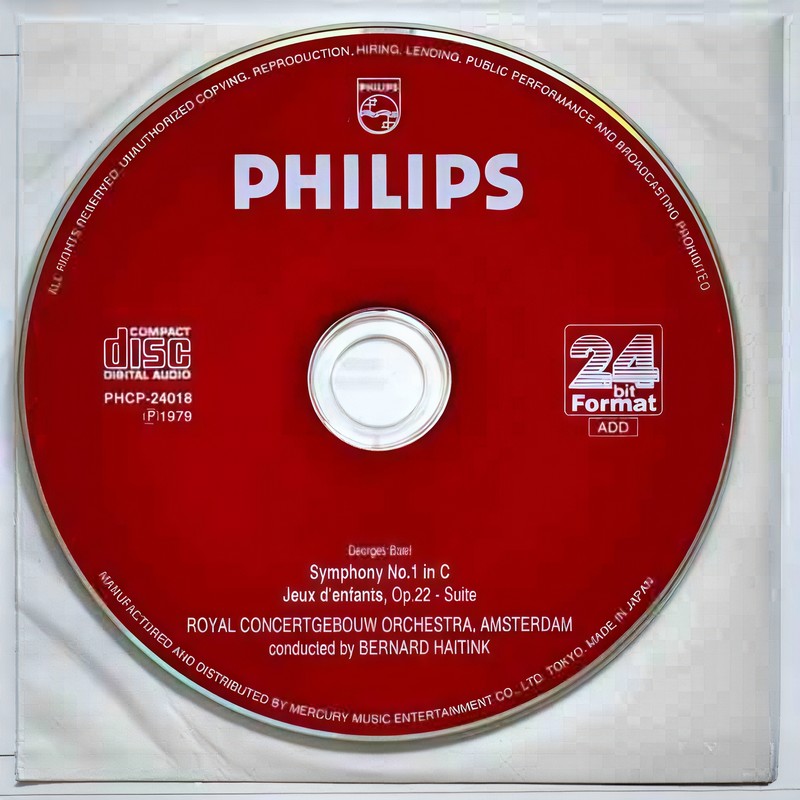 ALL RIGHTS RESERVED. UNAUTHORIZED COPYING, REPRODUCTION, HIRING, LENDING, PUBLIC PERFORMANCE AND BROADCASTING PROHIBITED
PHILIPS
PHILIPS
COMPACT
disc
DIGITAL AUDIO
PHCP-24018
Ⓟ1979
24
bit
Format
ADD
Georges
Symphony No.1 in C
Jeux d'enfants, Op.22 - Suite
ROYAL CONCERTGEBOUW ORCHESTRA, AMSTERDAM
conducted by BERNARD HAITINK
MANUFACTURED AND DISTRIBUTED BY MERCURY MUSIC ENTERTAINMENT CO., LTD. TOKYO. MADE IN JAPAN